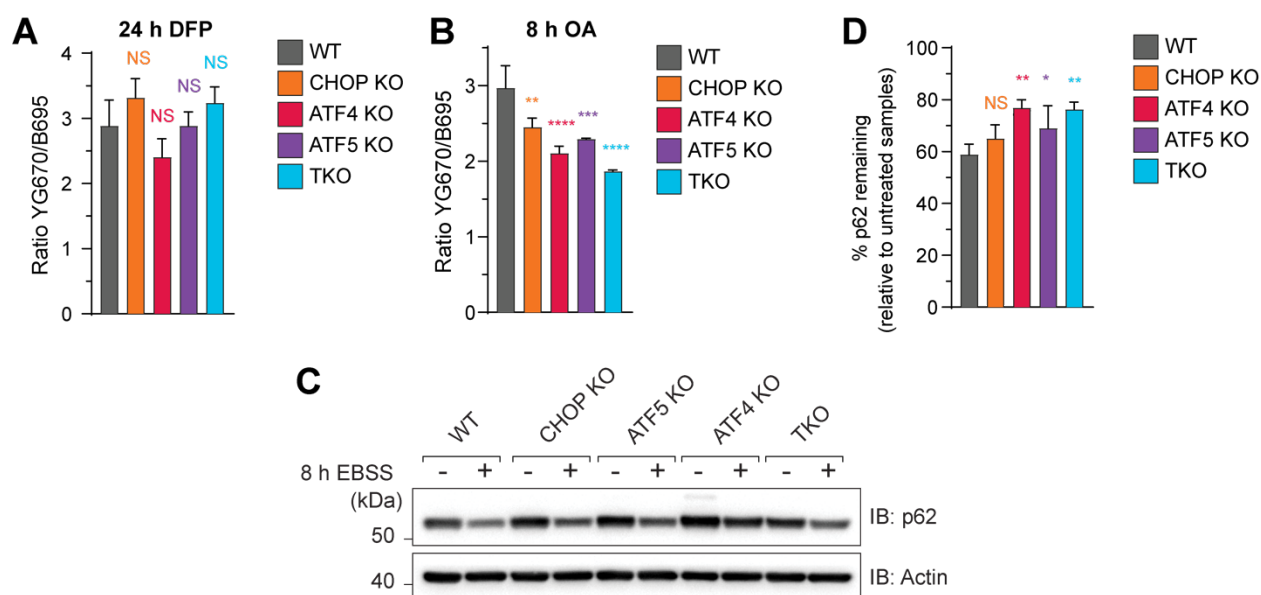 A
24 h DFP
Ratio YG670/B695
4
3
2
1
0
NS
NS
NS
NS
WT
CHOP KO
ATF4 KO
ATF5 KO
TKO
B
8 h OA
Ratio YG670/B695
3
2
1
0
**
****
***
****
WT
CHOP KO
ATF4 KO
ATF5 KO
TKO
D
% p62 remaining
(relative to untreated samples)
100
80
60
40
20
0
NS
**
*
**
WT
CHOP KO
ATF4 KO
ATF5 KO
TKO
C
WT
CHOP KO
ATF5 KO
ATF4 KO
TKO
8 h EBSS - + - + - + - + - +
(kDa)
50
IB: p62
40
IB: Actin